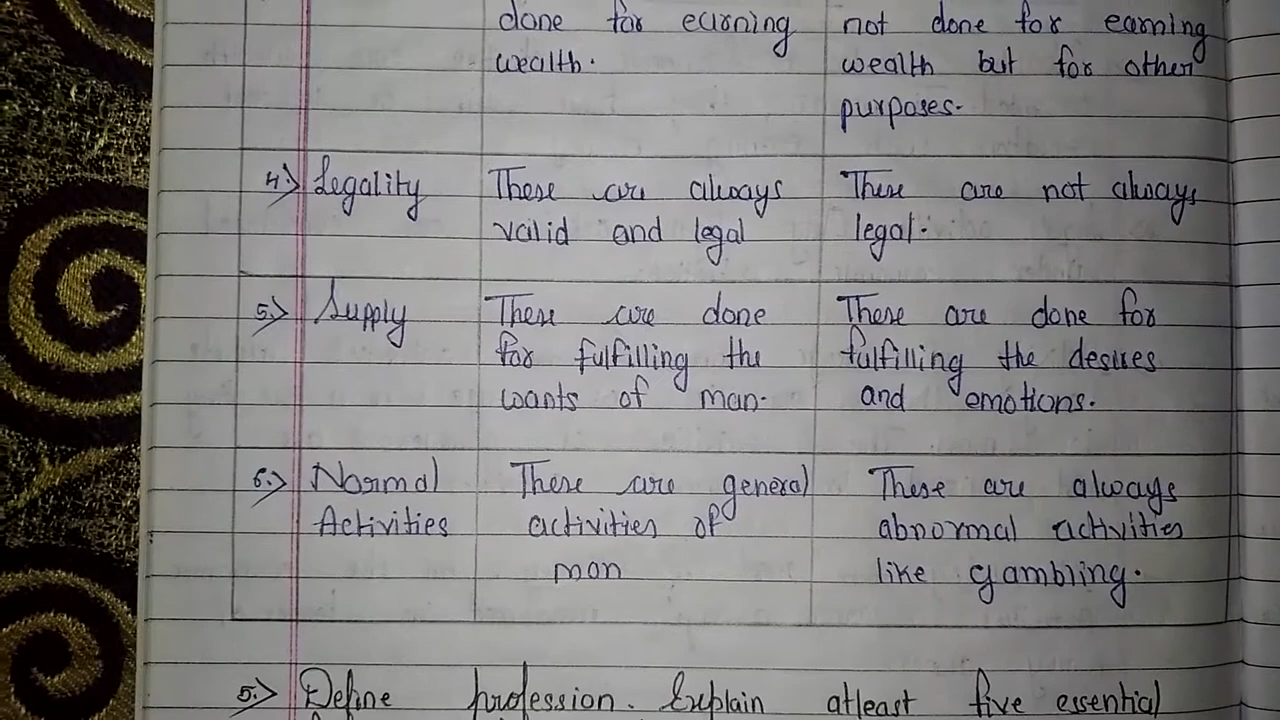 done for earning not done for earning
wealth. wealth but for other
purposes.
4.> Legality These are always These are not always
valid and legal legal.
5.> Supply These are done These are done for
for fulfilling the fulfilling the desires
wants of man. and emotions.
6.> Normal These are general These are always
Activities activities of abnormal activities
man like gambling.
5.> Define profession. Explain atleast five essential